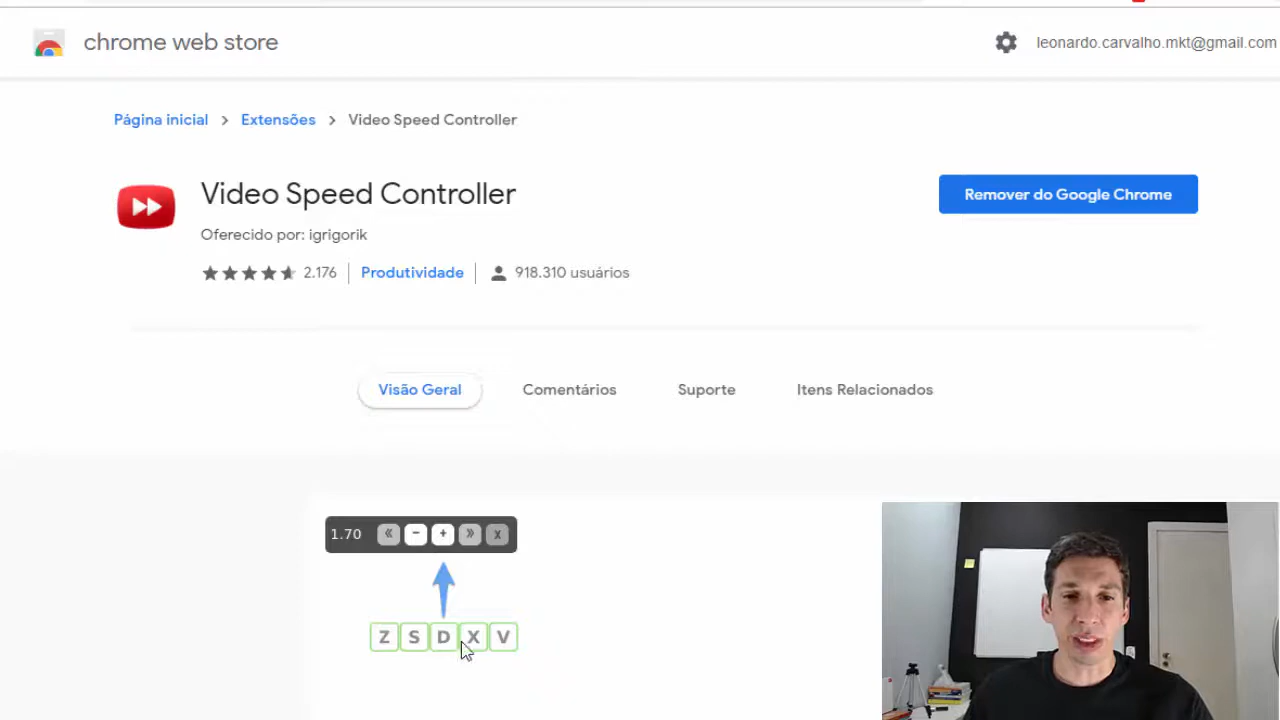 chrome web store
leonardo.carvalho.mkt@gmail.com
Página inicial > Extensões > Video Speed Controller
Video Speed Controller
Remover do Google Chrome
Oferecido por: igrigorik
2.176 | Produtividade | 918.310 usuários
Visão Geral Comentários Suporte Itens Relacionados
1.70 « − + » x
Z S D X V